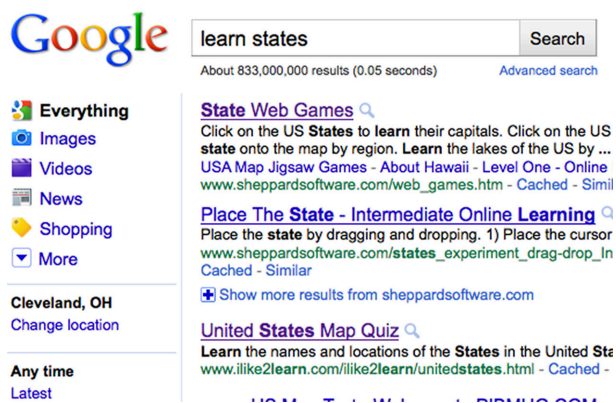 Google
learn states
Search
About 833,000,000 results (0.05 seconds)
Advanced search
Everything
Images
Videos
News
Shopping
More
Cleveland, OH
Change location
Any time
Latest
State Web Games
Click on the US States to learn their capitals. Click on the US
state onto the map by region. Learn the lakes of the US by ...
USA Map Jigsaw Games - About Hawaii - Level One - Online
www.sheppardsoftware.com/web_games.htm - Cached - Simil
Place The State - Intermediate Online Learning
Place the state by dragging and dropping. 1) Place the cursor
www.sheppardsoftware.com/states_experiment_drag-drop_In
Cached - Similar
Show more results from sheppardsoftware.com
United States Map Quiz
Learn the names and locations of the States in the United Sta
www.ilike2learn.com/ilike2learn/unitedstates.html - Cached -